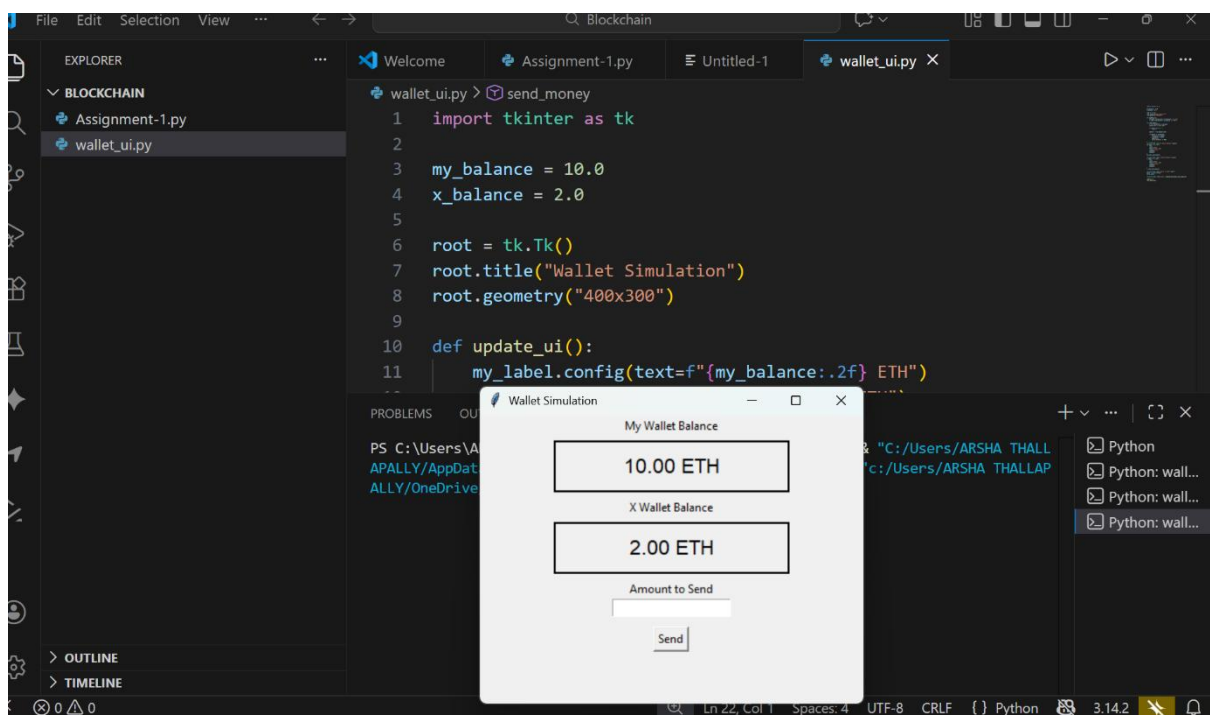 File Edit Selection View ··· Blockchain
EXPLORER ···
BLOCKCHAIN
Assignment-1.py
wallet_ui.py
OUTLINE
TIMELINE
Welcome Assignment-1.py Untitled-1 wallet_ui.py
wallet_ui.py > send_money
1 import tkinter as tk
2
3 my_balance = 10.0
4 x_balance = 2.0
5
6 root = tk.Tk()
7 root.title("Wallet Simulation")
8 root.geometry("400x300")
9
10 def update_ui():
11 my_label.config(text=f"{my_balance:.2f} ETH")
PROBLEMS OU
PS C:\Users\A & "C:/Users/ARSHA THALL
APALLY/AppDat c:/Users/ARSHA THALLAP
ALLY/OneDrive
Python
Python: wall...
Python: wall...
Python: wall...
Wallet Simulation
My Wallet Balance
10.00 ETH
X Wallet Balance
2.00 ETH
Amount to Send
Send
0 0 Ln 22, Col 1 Spaces: 4 UTF-8 CRLF {} Python 3.14.2